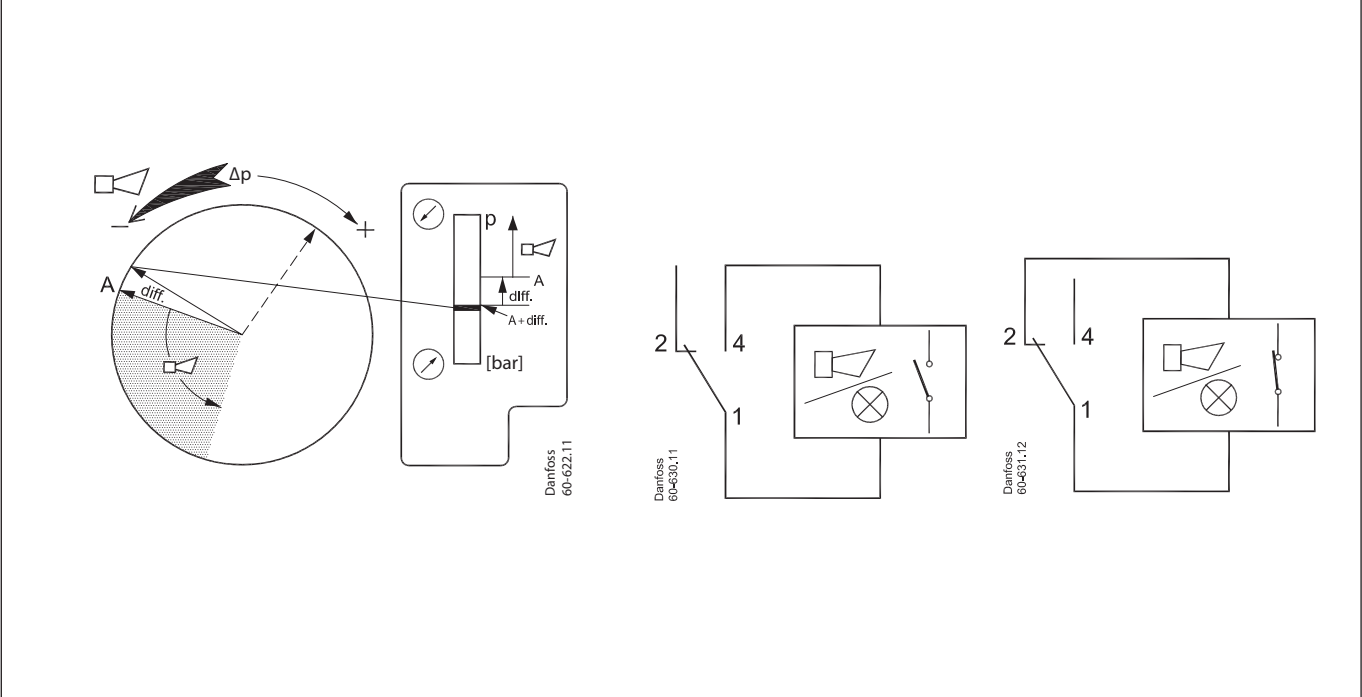 Δp
−
+
A
diff.
p
A
diff.
A+diff.
[bar]
Danfoss
60-622.11
2
4
1
Danfoss
60-630.11
2
4
1
Danfoss
60-631.12